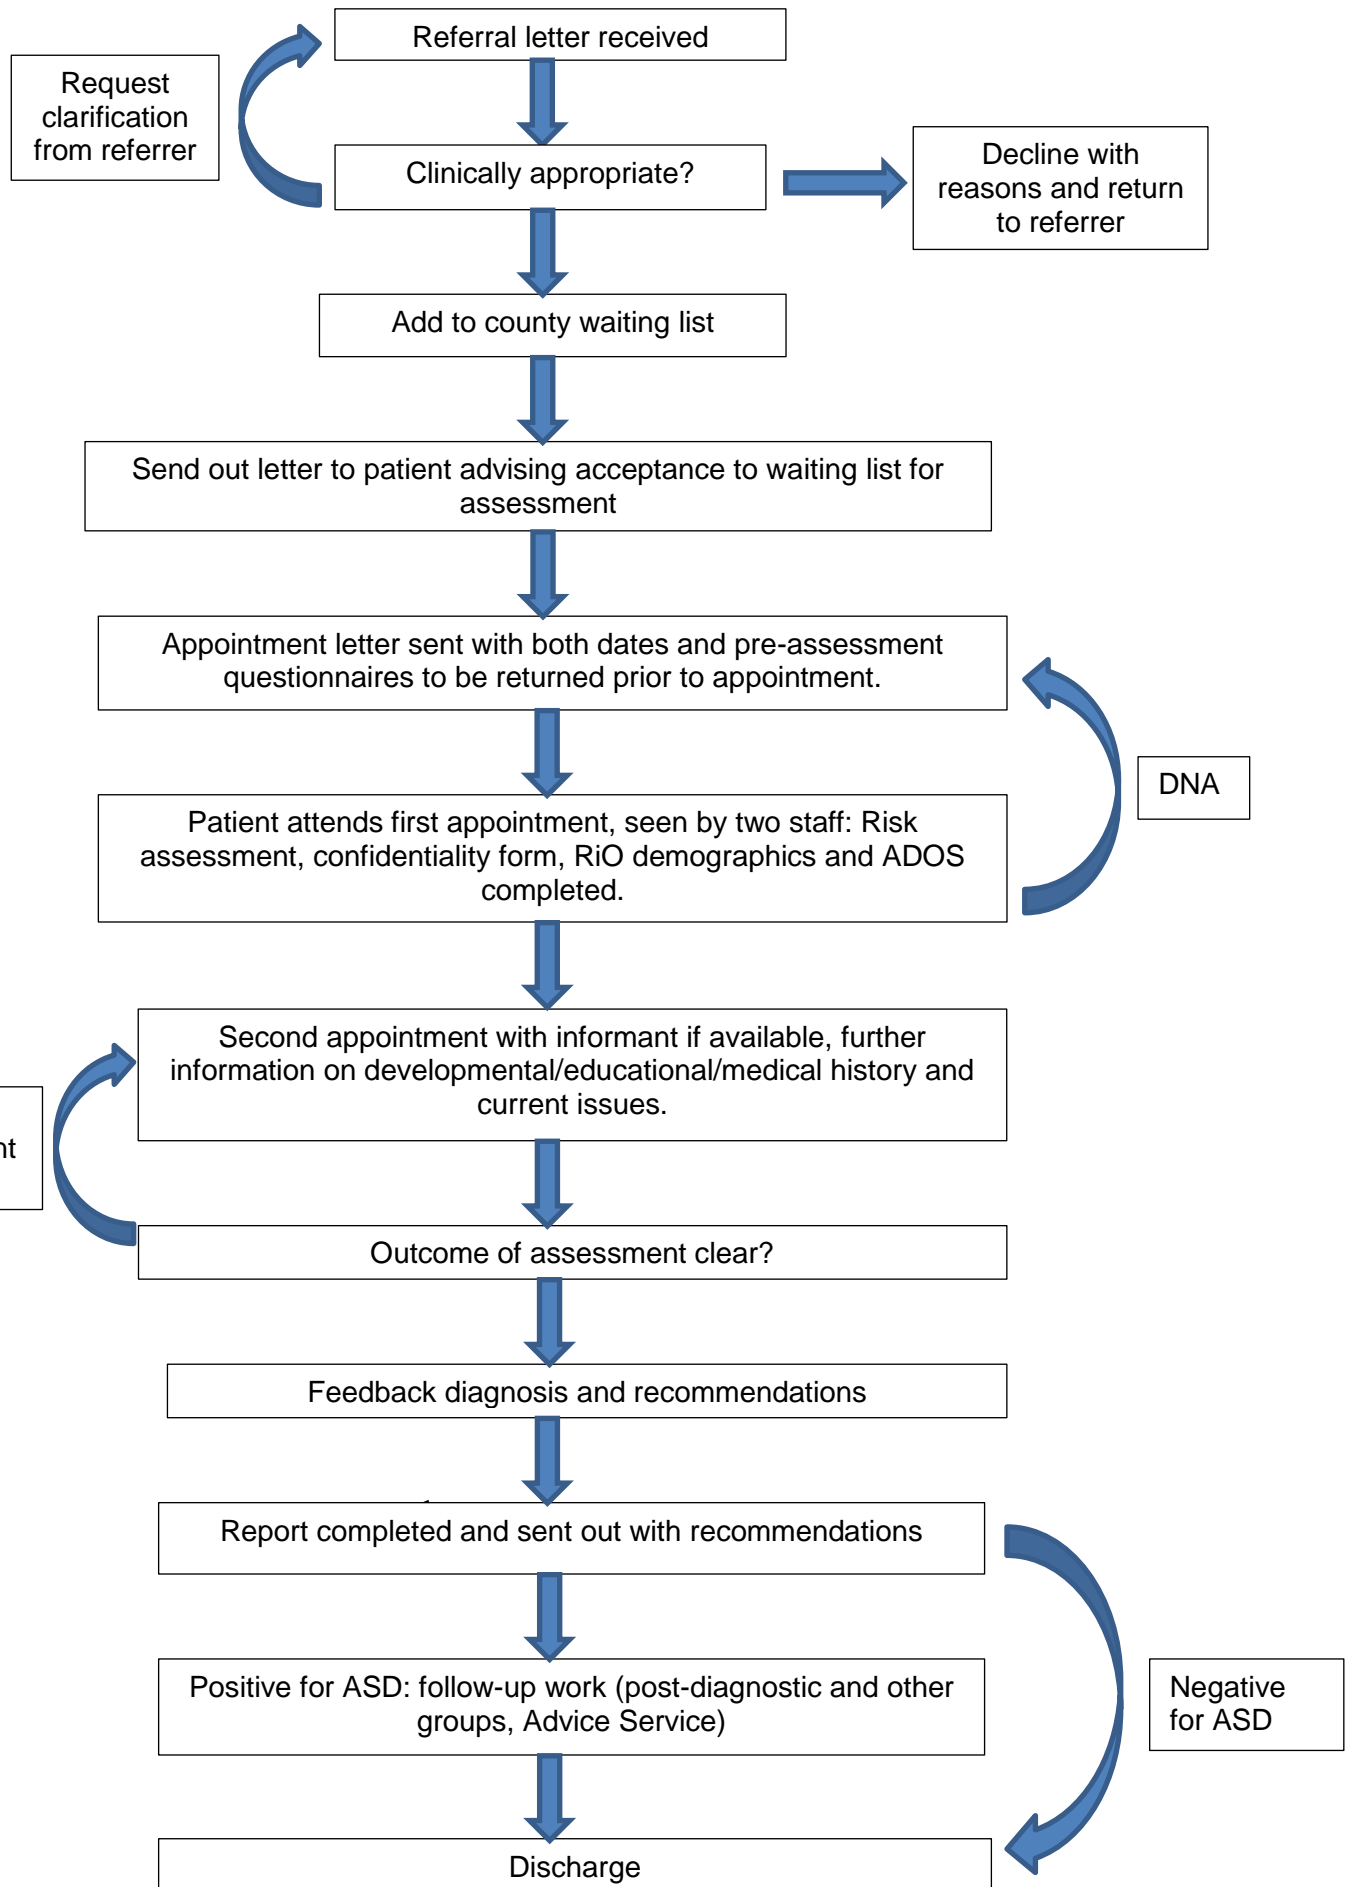 Referral letter received
Request
clarification
from referrer
Clinically appropriate?
Decline with
reasons and return
to referrer
Add to county waiting list
Send out letter to patient advising acceptance to waiting list for
assessment
Appointment letter sent with both dates and pre-assessment
questionnaires to be returned prior to appointment.
DNA
Patient attends first appointment, seen by two staff: Risk
assessment, confidentiality form, RiO demographics and ADOS
completed.
Second appointment with informant if available, further
information on developmental/educational/medical history and
current issues.
Outcome of assessment clear?
Feedback diagnosis and recommendations
Report completed and sent out with recommendations
Positive for ASD: follow-up work (post-diagnostic and other
groups, Advice Service)
Negative
for ASD
Discharge